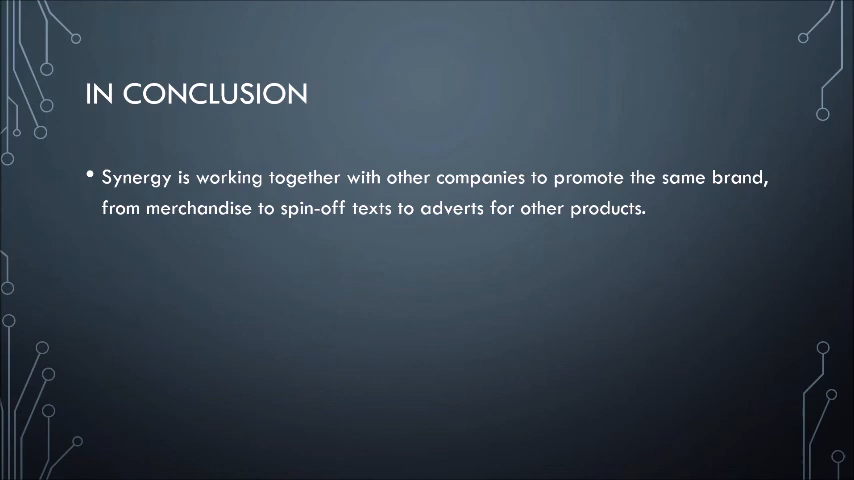 IN CONCLUSION
• Synergy is working together with other companies to promote the same brand,
from merchandise to spin-off texts to adverts for other products.